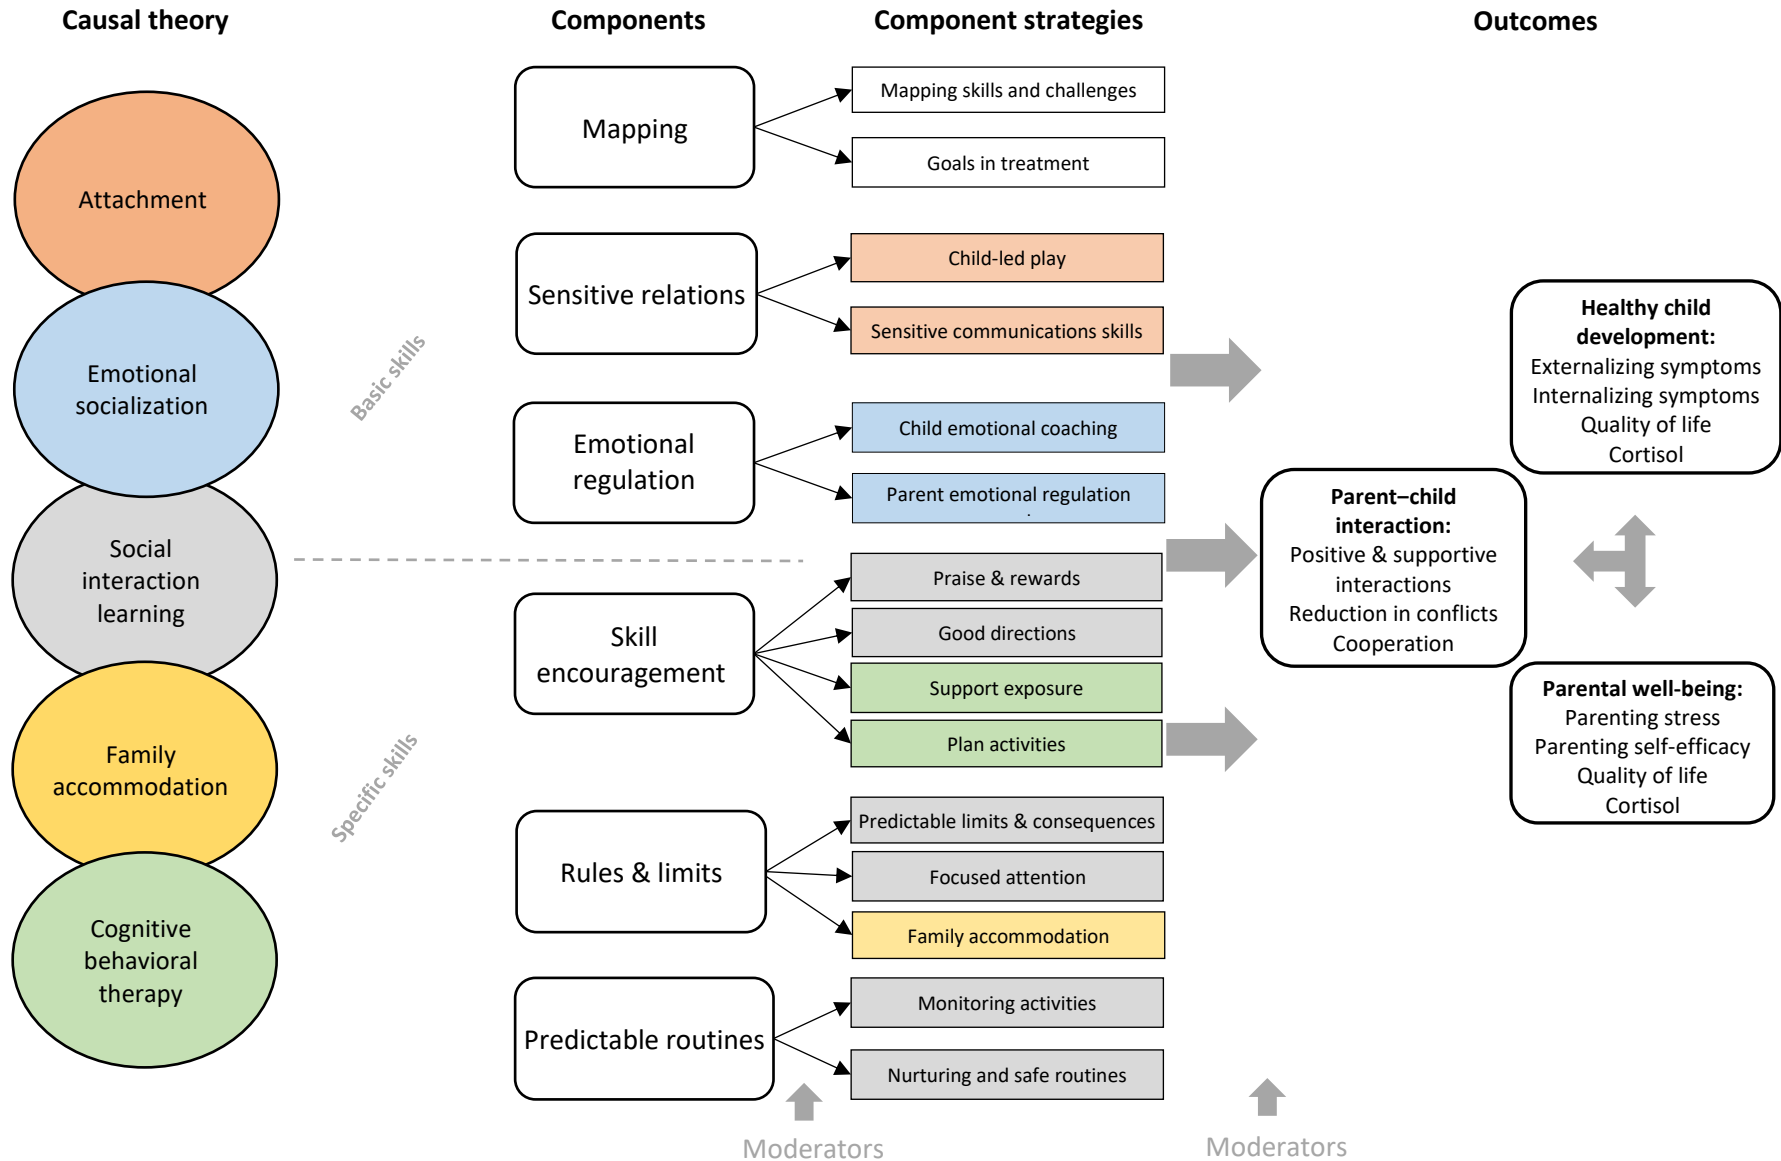 Causal theory
Components
Component strategies
Outcomes
Attachment
Emotional
socialization
Social
interaction
learning
Family
accommodation
Cognitive
behavioral
therapy
Basic skills
Specific skills
Mapping
Sensitive relations
Emotional
regulation
Skill
encouragement
Rules & limits
Predictable routines
Mapping skills and challenges
Goals in treatment
Child-led play
Sensitive communications skills
Child emotional coaching
Parent emotional regulation
.
Praise & rewards
Good directions
Support exposure
Plan activities
Predictable limits & consequences
Focused attention
Family accommodation
Monitoring activities
Nurturing and safe routines
Moderators
Moderators
Parent–child
interaction:
Positive & supportive
interactions
Reduction in conflicts
Cooperation
Healthy child
development:
Externalizing symptoms
Internalizing symptoms
Quality of life
Cortisol
Parental well-being:
Parenting stress
Parenting self-efficacy
Quality of life
Cortisol